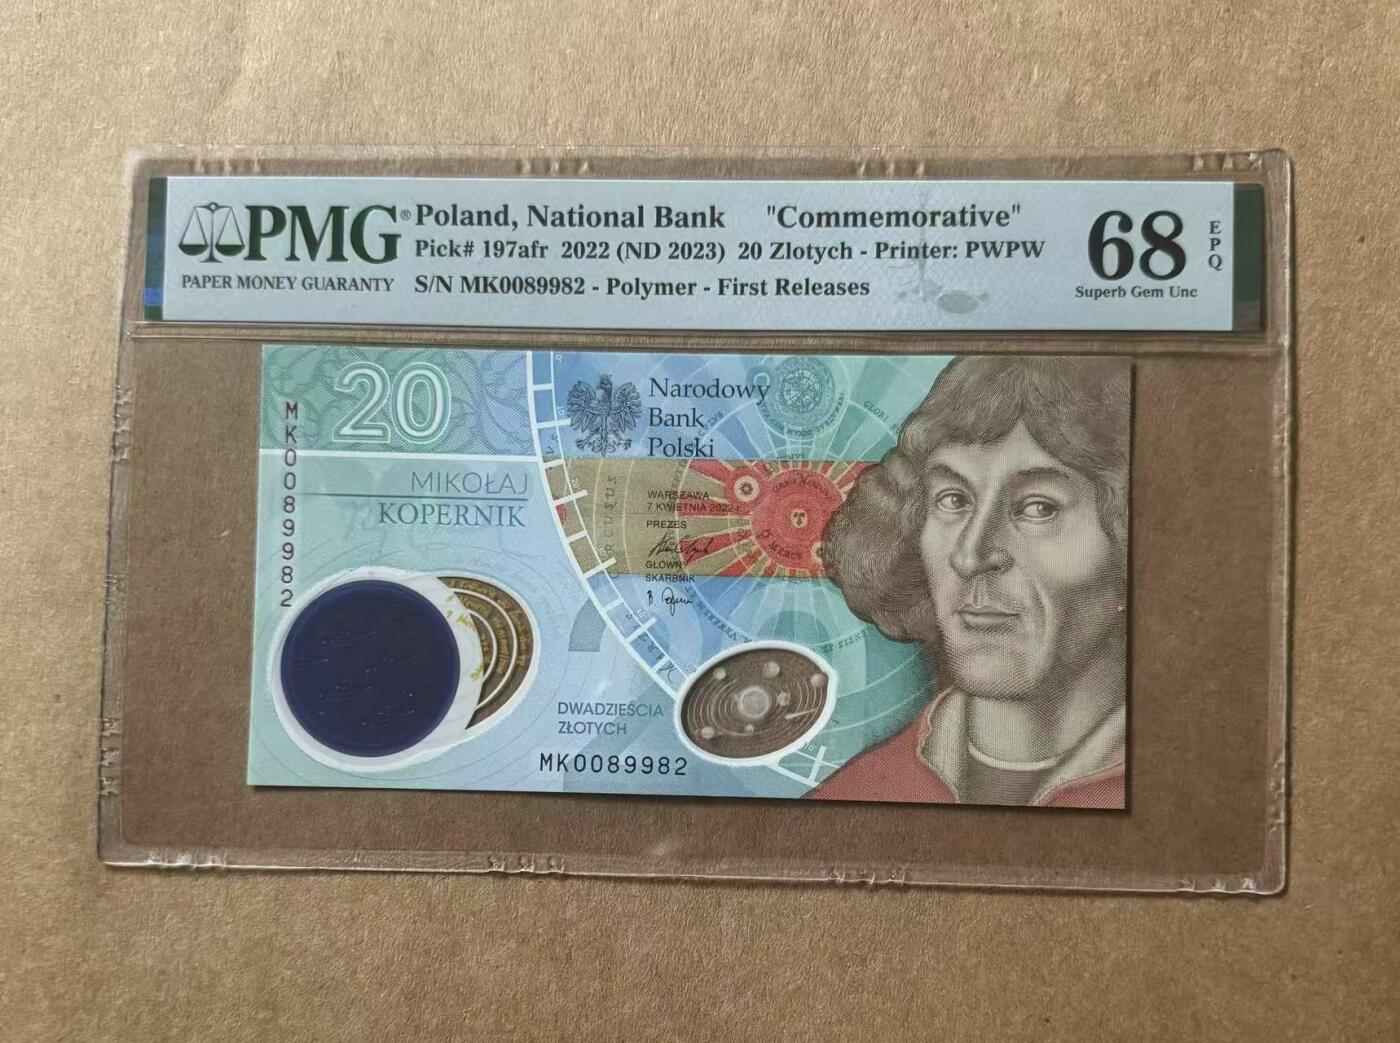 PMG® Poland, National Bank "Commemorative" 68 EPQ
Pick# 197afr 2022 (ND 2023) 20 Zlotych - Printer: PWPW
PAPER MONEY GUARANTY S/N MK0089982 - Polymer - First Releases Superb Gem Unc
MK0089982
20
MIKOŁAJ
KOPERNIK
Narodowy
Bank
Polski
WARSZAWA
7 KWIETNIA 2022 r.
PREZES
GŁÓWNY
SKARBNIK
DWADZIEŚCIA
ZŁOTYCH
MK0089982